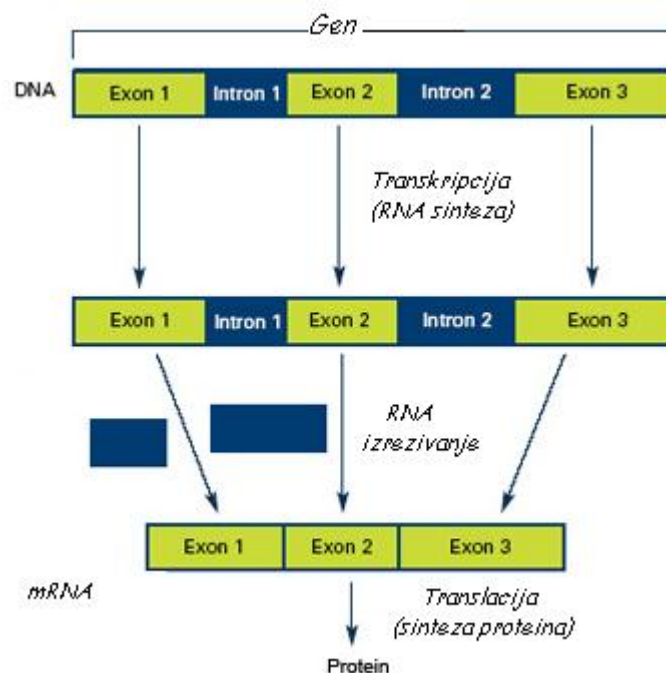 Gen
DNA
Exon 1 Intron 1 Exon 2 Intron 2 Exon 3
Transkripcija
(RNA sinteza)
Exon 1 Intron 1 Exon 2 Intron 2 Exon 3
RNA
izrezivanje
Exon 1 Exon 2 Exon 3
mRNA
Translacija
(sinteza proteina)
Protein